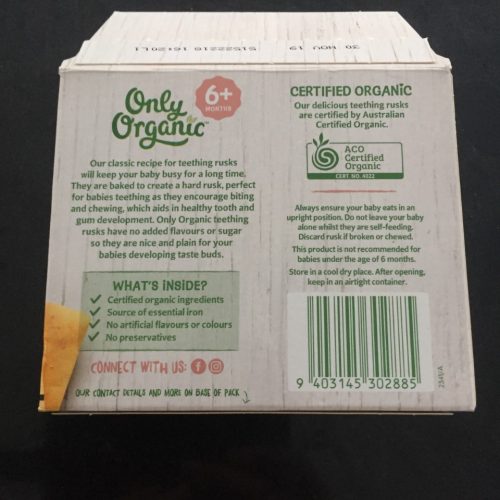 30 NOV 19 51522218 16:20L1
Only
Organic™
6+
MONTHS
Our classic recipe for teething rusks
will keep your baby busy for a long time.
They are baked to create a hard rusk, perfect
for babies teething as they encourage biting
and chewing, which aids in healthy tooth and
gum development. Only Organic teething
rusks have no added flavours or sugar
so they are nice and plain for your
babies developing taste buds.
WHAT'S INSIDE?
Certified organic ingredients
Source of essential iron
No artificial flavours or colours
No preservatives
CONNECT WITH US:
OUR CONTACT DETAILS AND MORE ON BASE OF PACK
CERTIFIED ORGANIC
Our delicious teething rusks
are certified by Australian
Certified Organic.
ACO
Certified
Organic
CERT. NO. 4022
Always ensure your baby eats in an
upright position. Do not leave your baby
alone whilst they are self-feeding.
Discard rusk if broken or chewed.
This product is not recommended for
babies under the age of 6 months.
Store in a cool dry place. After opening,
keep in an airtight container.
9 403145 302885